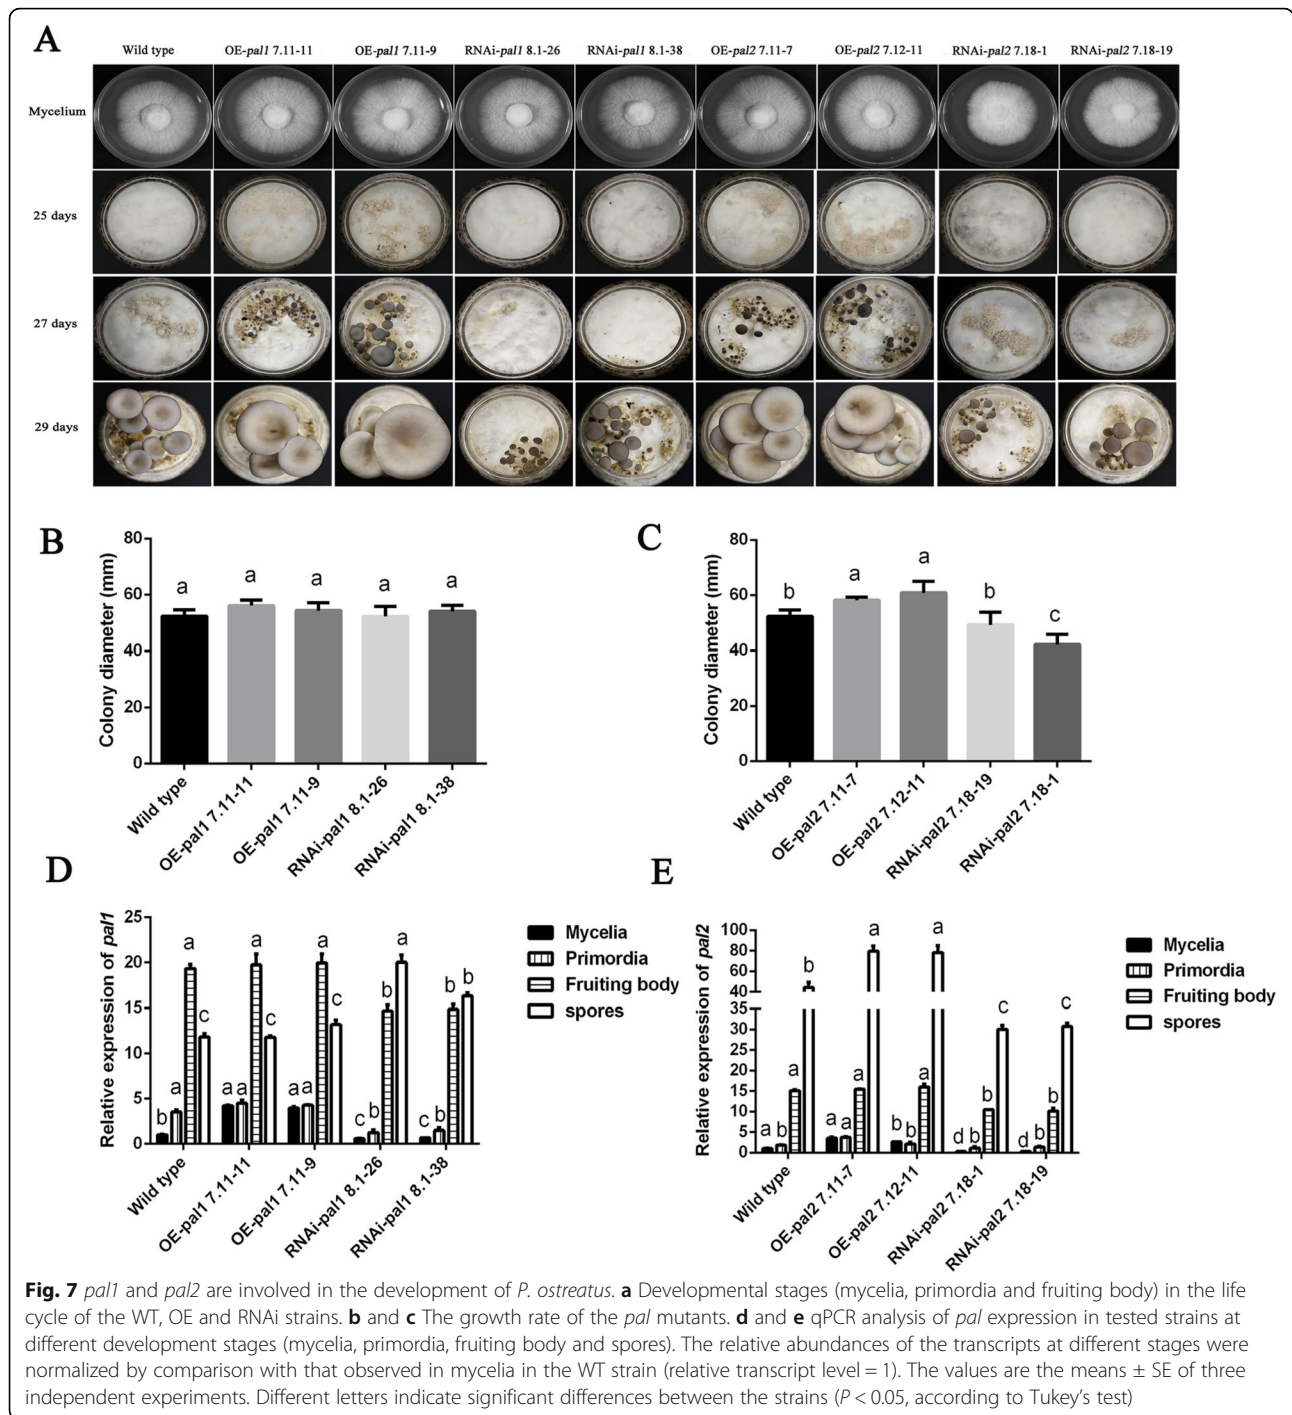 A
Wild type OE-pal1 7.11-11 OE-pal1 7.11-9 RNAi-pal1 8.1-26 RNAi-pal1 8.1-38 OE-pal2 7.11-7 OE-pal2 7.12-11 RNAi-pal2 7.18-1 RNAi-pal2 7.18-19
Mycelium
25 days
27 days
29 days
B
Colony diameter (mm)
80
60
40
20
0
a a a a a
Wild type
OE-pal1 7.11-11
OE-pal1 7.11-9
RNAi-pal1 8.1-26
RNAi-pal1 8.1-38
C
Colony diameter (mm)
80
60
40
20
0
b a a b c
Wild type
OE-pal2 7.11-7
OE-pal2 7.12-11
RNAi-pal2 7.18-19
RNAi-pal2 7.18-1
D
Relative expression of pal1
25
20
15
10
5
0
b a a c
a a a c
a a a c
c b b a
c b b b
Wild type
OE-pal1 7.11-11
OE-pal1 7.11-9
RNAi-pal1 8.1-26
RNAi-pal1 8.1-38
Mycelia
Primordia
Fruiting body
spores
E
Relative expression of pal2
100
80
60
40
35
30
25
20
15
10
5
0
a b a b
a a a a
b b a a
d b b c
d b b c
Wild type
OE-pal2 7.11-7
OE-pal2 7.12-11
RNAi-pal2 7.18-1
RNAi-pal2 7.18-19
Mycelia
Primordia
Fruiting body
spores
Fig. 7 pal1 and pal2 are involved in the development of P. ostreatus. a Developmental stages (mycelia, primordia and fruiting body) in the life
cycle of the WT, OE and RNAi strains. b and c The growth rate of the pal mutants. d and e qPCR analysis of pal expression in tested strains at
different development stages (mycelia, primordia, fruiting body and spores). The relative abundances of the transcripts at different stages were
normalized by comparison with that observed in mycelia in the WT strain (relative transcript level = 1). The values are the means ± SE of three
independent experiments. Different letters indicate significant differences between the strains (P < 0.05, according to Tukey's test)